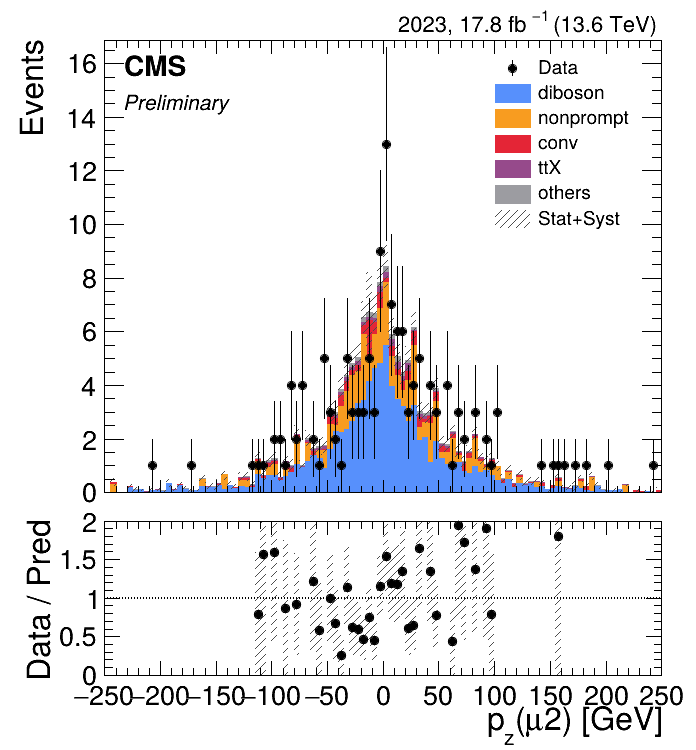 2023, 17.8 fb⁻¹ (13.6 TeV)
CMS
Preliminary
Events
16
14
12
10
8
6
4
2
0
Data
diboson
nonprompt
conv
ttX
others
Stat+Syst
Data / Pred
2
1.5
1
0.5
0
−250 −200 −150 −100 −50 0 50 100 150 200 250
p_z(μ2) [GeV]